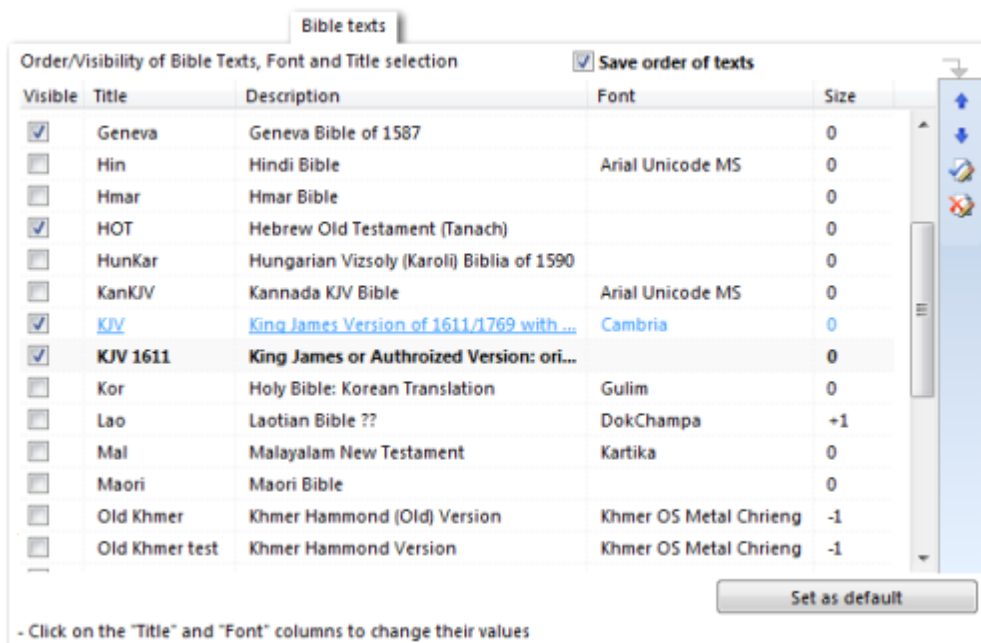 Bible texts
Order/Visibility of Bible Texts, Font and Title selection Save order of texts
Visible Title Description Font Size
Geneva Geneva Bible of 1587 0
Hin Hindi Bible Arial Unicode MS 0
Hmar Hmar Bible 0
HOT Hebrew Old Testament (Tanach) 0
HunKar Hungarian Vizsoly (Karoli) Biblia of 1590 0
KanKJV Kannada KJV Bible Arial Unicode MS 0
KJV King James Version of 1611/1769 with ... Cambria 0
KJV 1611 King James or Authroized Version: ori... 0
Kor Holy Bible: Korean Translation Gulim 0
Lao Laotian Bible ?? DokChampa +1
Mal Malayalam New Testament Kartika 0
Maori Maori Bible 0
Old Khmer Khmer Hammond (Old) Version Khmer OS Metal Chrieng -1
Old Khmer test Khmer Hammond Version Khmer OS Metal Chrieng -1
Set as default
- Click on the "Title" and "Font" columns to change their values